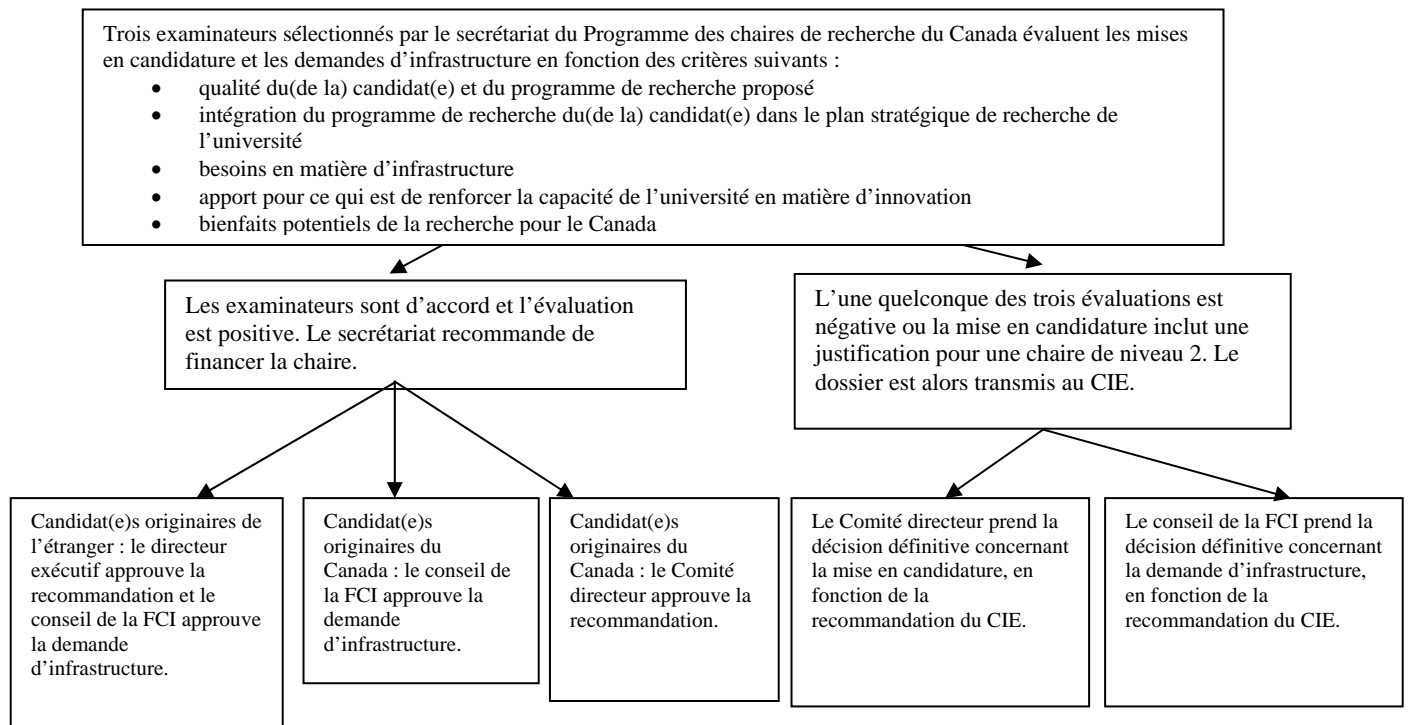 Trois examinateurs sélectionnés par le secrétariat du Programme des chaires de recherche du Canada évaluent les mises
en candidature et les demandes d’infrastructure en fonction des critères suivants :
• qualité du(de la) candidat(e) et du programme de recherche proposé
• intégration du programme de recherche du(de la) candidat(e) dans le plan stratégique de recherche de
l’université
• besoins en matière d’infrastructure
• apport pour ce qui est de renforcer la capacité de l’université en matière d’innovation
• bienfaits potentiels de la recherche pour le Canada
Les examinateurs sont d’accord et l’évaluation
est positive. Le secrétariat recommande de
financer la chaire.
L’une quelconque des trois évaluations est
négative ou la mise en candidature inclut une
justification pour une chaire de niveau 2. Le
dossier est alors transmis au CIE.
Candidat(e)s originaires de
l’étranger : le directeur
exécutif approuve la
recommandation et le
conseil de la FCI approuve
la demande
d’infrastructure.
Candidat(e)s
originaires du
Canada : le conseil de
la FCI approuve la
demande
d’infrastructure.
Candidat(e)s
originaires du
Canada : le Comité
directeur approuve la
recommandation.
Le Comité directeur prend la
décision définitive concernant
la mise en candidature, en
fonction de la
recommandation du CIE.
Le conseil de la FCI prend la
décision définitive concernant
la demande d’infrastructure,
en fonction de la
recommandation du CIE.